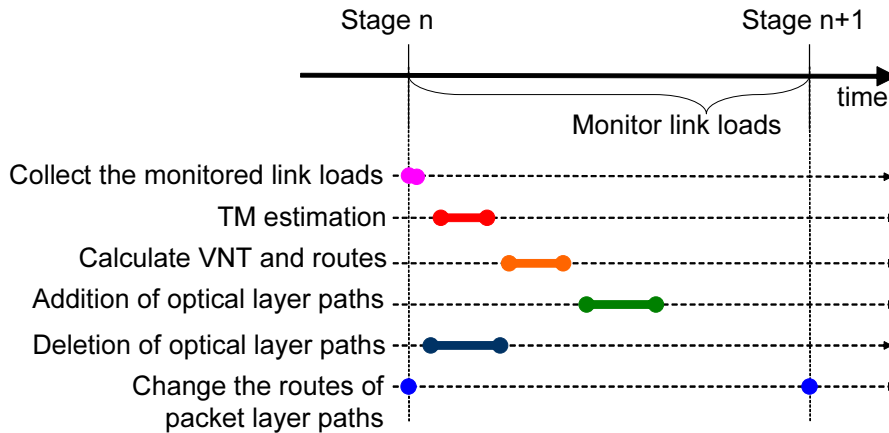 Stage n
Stage n+1
time
Monitor link loads
Collect the monitored link loads
TM estimation
Calculate VNT and routes
Addition of optical layer paths
Deletion of optical layer paths
Change the routes of
packet layer paths